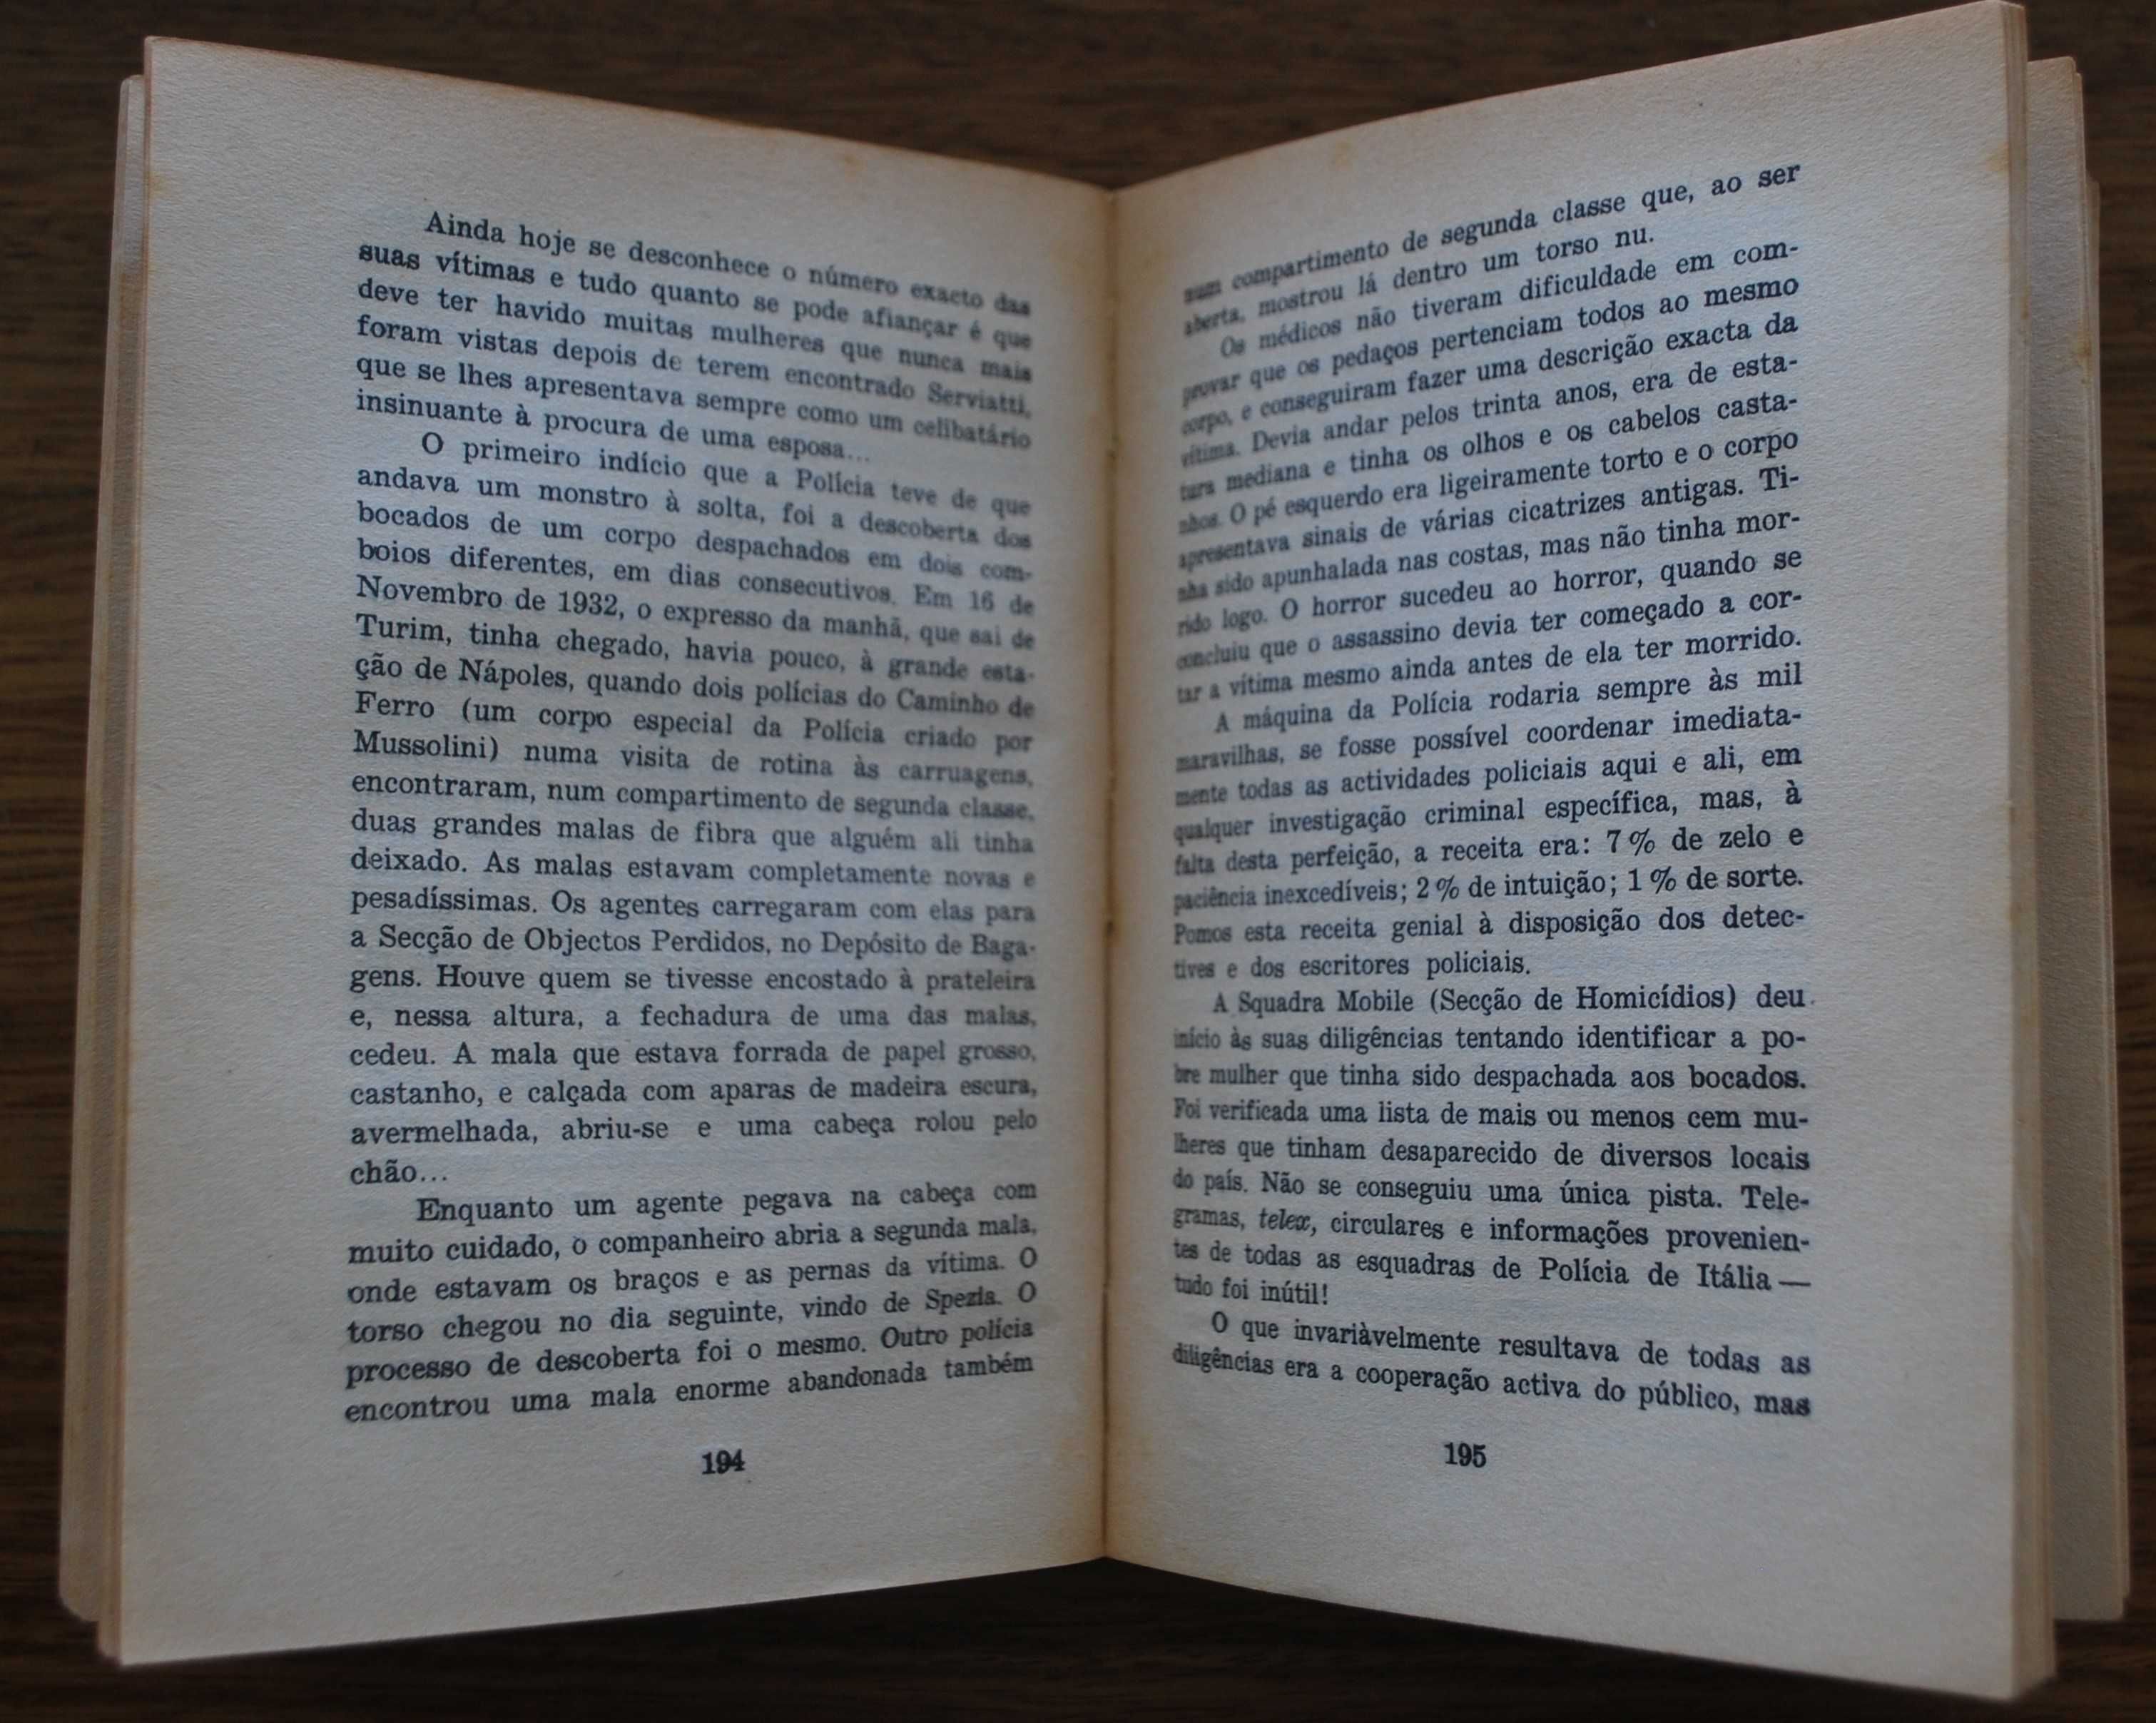 Ainda hoje se desconhece o número exacto das
suas vítimas e tudo quanto se pode afiançar é que
deve ter havido muitas mulheres que nunca mais
foram vistas depois de terem encontrado Serviatti,
que se lhes apresentava sempre como um celibatário
insinuante à procura de uma esposa...
O primeiro indício que a Polícia teve de que
andava um monstro à solta, foi a descoberta dos
bocados de um corpo despachados em dois com-
boios diferentes, em dias consecutivos. Em 16 de
Novembro de 1932, o expresso da manhã, que sai de
Turim, tinha chegado, havia pouco, à grande esta-
ção de Nápoles, quando dois polícias do Caminho de
Ferro (um corpo especial da Polícia criado por
Mussolini) numa visita de rotina às carruagens,
encontraram, num compartimento de segunda classe,
duas grandes malas de fibra que alguém ali tinha
deixado. As malas estavam completamente novas e
pesadíssimas. Os agentes carregaram com elas para
a Secção de Objectos Perdidos, no Depósito de Baga-
gens. Houve quem se tivesse encostado à prateleira
e, nessa altura, a fechadura de uma das malas,
cedeu. A mala que estava forrada de papel grosso,
castanho, e calçada com aparas de madeira escura,
avermelhada, abriu-se e uma cabeça rolou pelo
chão...
Enquanto um agente pegava na cabeça com
muito cuidado, o companheiro abria a segunda mala,
onde estavam os braços e as pernas da vítima. O
torso chegou no dia seguinte, vindo de Spezia. O
processo de descoberta foi o mesmo. Outro polícia
encontrou uma mala enorme abandonada também
194
num compartimento de segunda classe que, ao ser
aberta, mostrou lá dentro um torso nu.
Os médicos não tiveram dificuldade em com-
provar que os pedaços pertenciam todos ao mesmo
corpo, e conseguiram fazer uma descrição exacta da
vítima. Devia andar pelos trinta anos, era de esta-
tura mediana e tinha os olhos e os cabelos casta-
nhos. O pé esquerdo era ligeiramente torto e o corpo
apresentava sinais de várias cicatrizes antigas. Ti-
nha sido apunhalada nas costas, mas não tinha mor-
rido logo. O horror sucedeu ao horror, quando se
concluiu que o assassino devia ter começado a cor-
tar a vítima mesmo ainda antes de ela ter morrido.
A máquina da Polícia rodaria sempre às mil
maravilhas, se fosse possível coordenar imediata-
mente todas as actividades policiais aqui e ali, em
qualquer investigação criminal específica, mas, à
falta desta perfeição, a receita era: 7 % de zelo e
paciência inexcedíveis; 2 % de intuição; 1 % de sorte.
Pomos esta receita genial à disposição dos detec-
tives e dos escritores policiais.
A Squadra Mobile (Secção de Homicídios) deu
início às suas diligências tentando identificar a po-
bre mulher que tinha sido despachada aos bocados.
Foi verificada uma lista de mais ou menos cem mu-
lheres que tinham desaparecido de diversos locais
do país. Não se conseguiu uma única pista. Tele-
gramas, telex, circulares e informações provenien-
tes de todas as esquadras de Polícia de Itália —
tudo foi inútil!
O que invariàvelmente resultava de todas as
diligências era a cooperação activa do público, mas
195